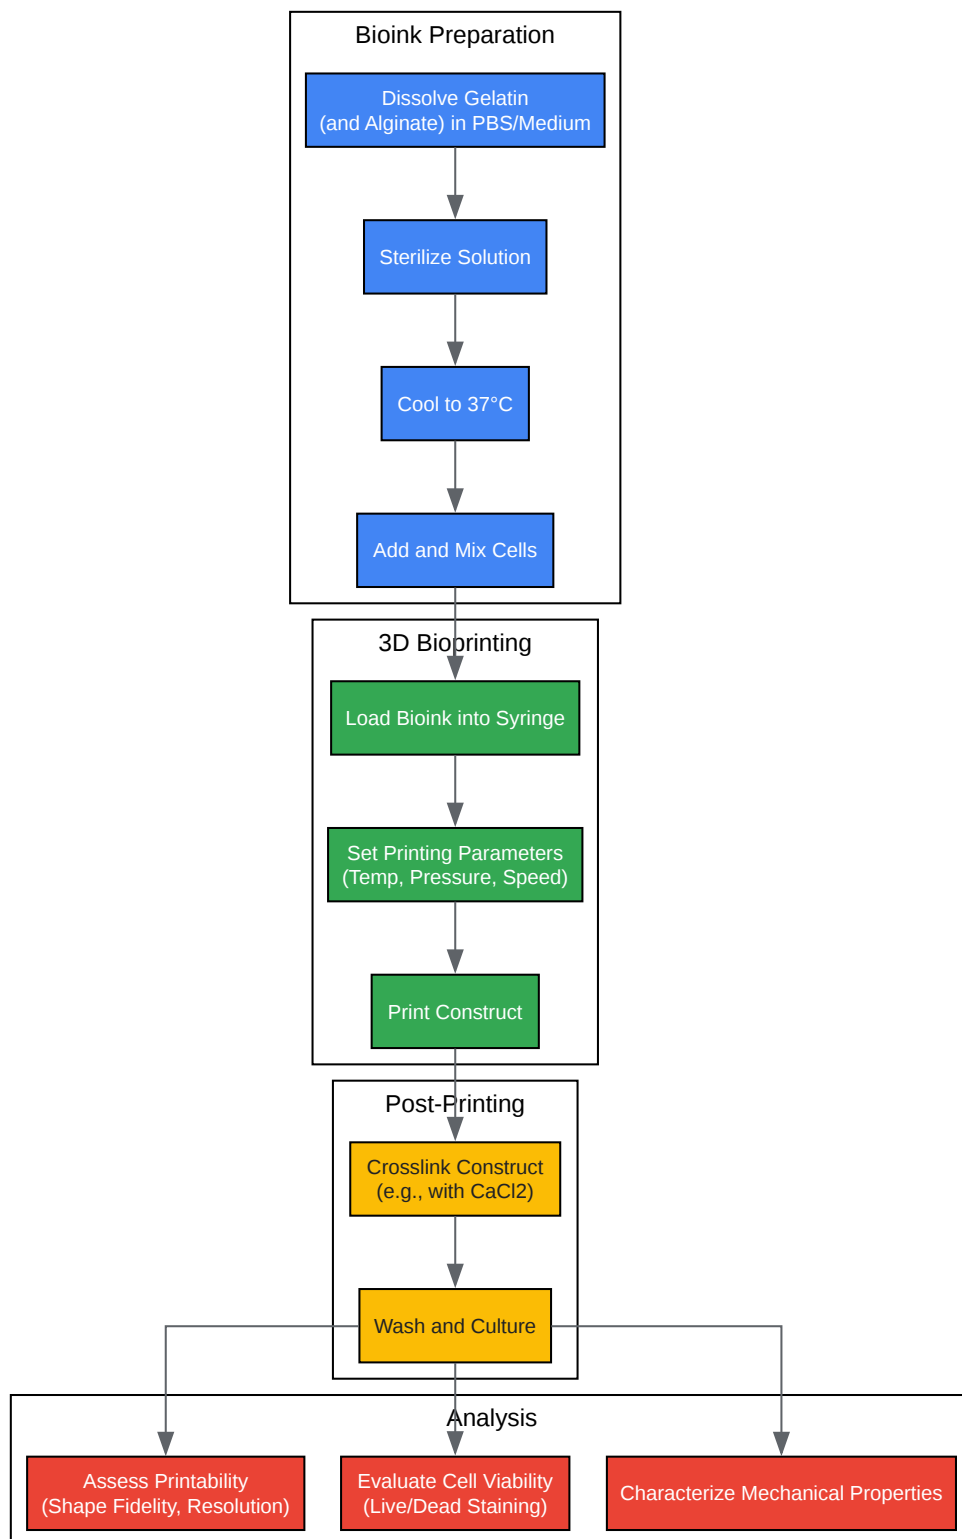 Bioink Preparation
Dissolve Gelatin
(and Alginate) in PBS/Medium
Sterilize Solution
Cool to 37°C
Add and Mix Cells
3D Bioprinting
Load Bioink into Syringe
Set Printing Parameters
(Temp, Pressure, Speed)
Print Construct
Post-Printing
Crosslink Construct
(e.g., with CaCl2)
Wash and Culture
Analysis
Assess Printability
(Shape Fidelity, Resolution)
Evaluate Cell Viability
(Live/Dead Staining)
Characterize Mechanical Properties